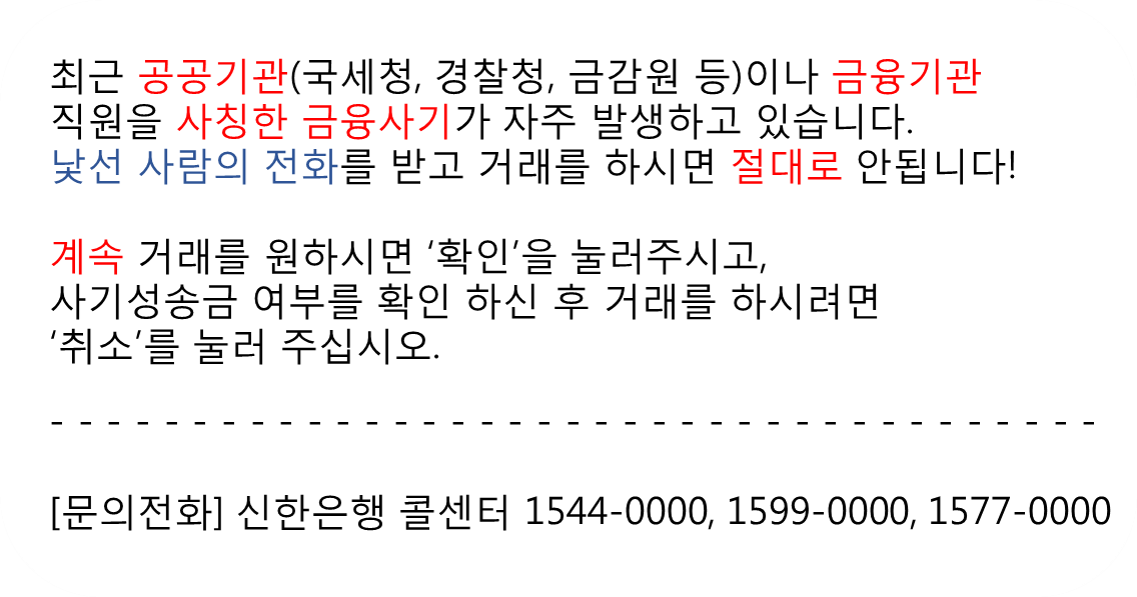 최근 공공기관(국세청, 경찰청, 금감원 등)이나 금융기관
직원을 사칭한 금융사기가 자주 발생하고 있습니다.
낯선 사람의 전화를 받고 거래를 하시면 절대로 안됩니다!
계속 거래를 원하시면 ‘확인’을 눌러주시고,
사기성송금 여부를 확인 하신 후 거래를 하시려면
‘취소’를 눌러 주십시오.
- - - - - - - - - - - - - - - - - - - - - - - - - - - - - - - - - - - - -
[문의전화] 신한은행 콜센터 1544-0000, 1599-0000, 1577-0000